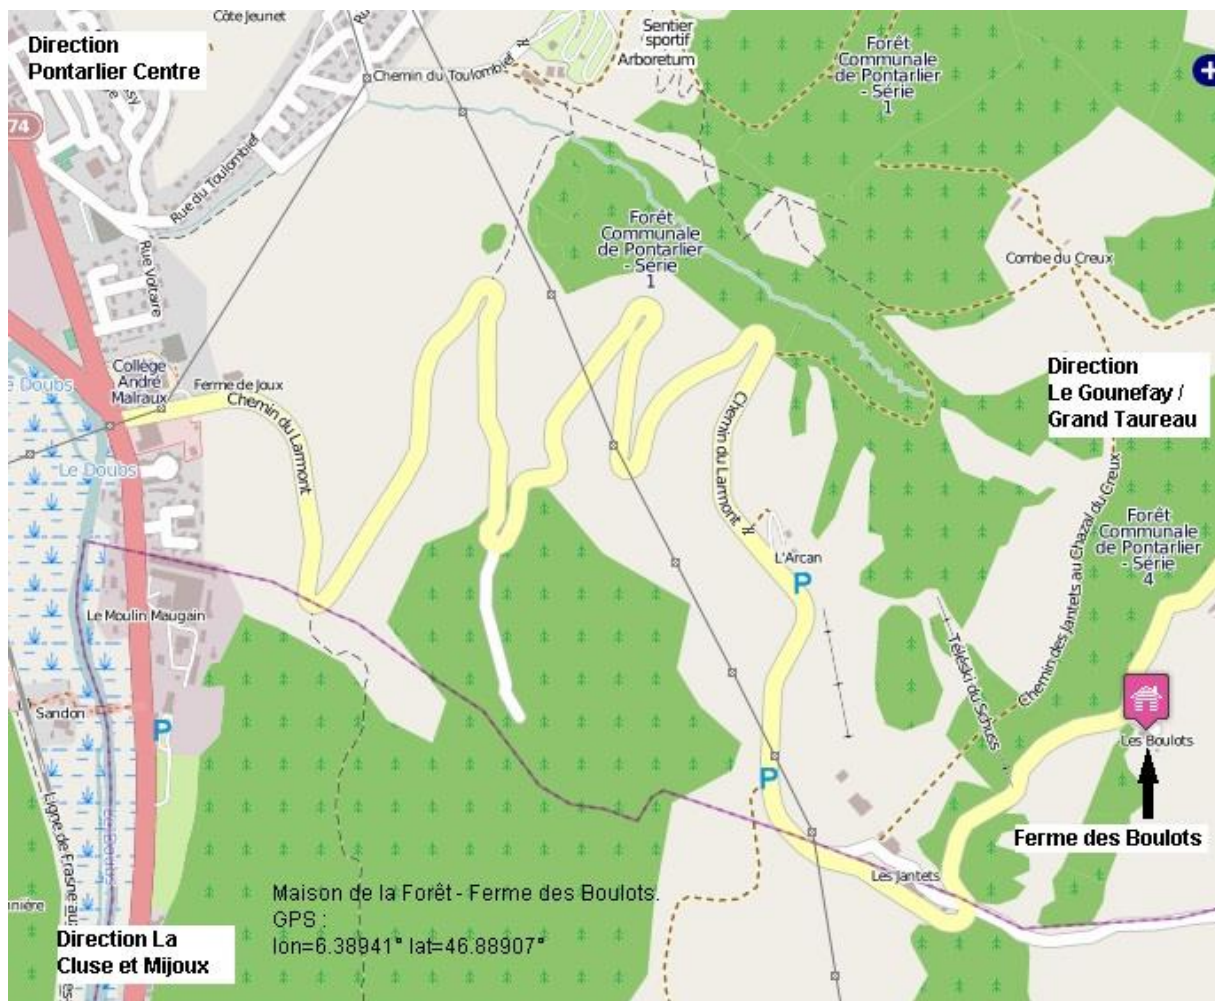 Côte Jeunet
Direction
Pontarlier Centre
Chemin du Toulombief
Sentier
sportif
Arboretum
Forêt
Communale
de Pontarlier
- Série
1
74
Rue du Toulombief
Rue Voltaire
Forêt
Communale
de Pontarlier
- Série
1
Combe du Creux
Collège
André
Malraux
Ferme de Joux
Chemin du Larmont
Le Doubs
Le Doubs
Chemin du Larmont
Direction
Le Gounefay /
Grand Taureau
Chemin des Jantets au Chazal du Creux
Forêt
Communale
de Pontarlier
- Série
4
L'Arcan
P
Le Moulin Maugain
Téléski du Schuss
Sandon
P
Les Boulots
P
Ferme des Boulots
Ligne de Frasne aux
Les Jantets
Maison de la Forêt - Ferme des Boulots.
GPS :
lon=6.38941° lat=46.88907°
Direction La
Cluse et Mijoux